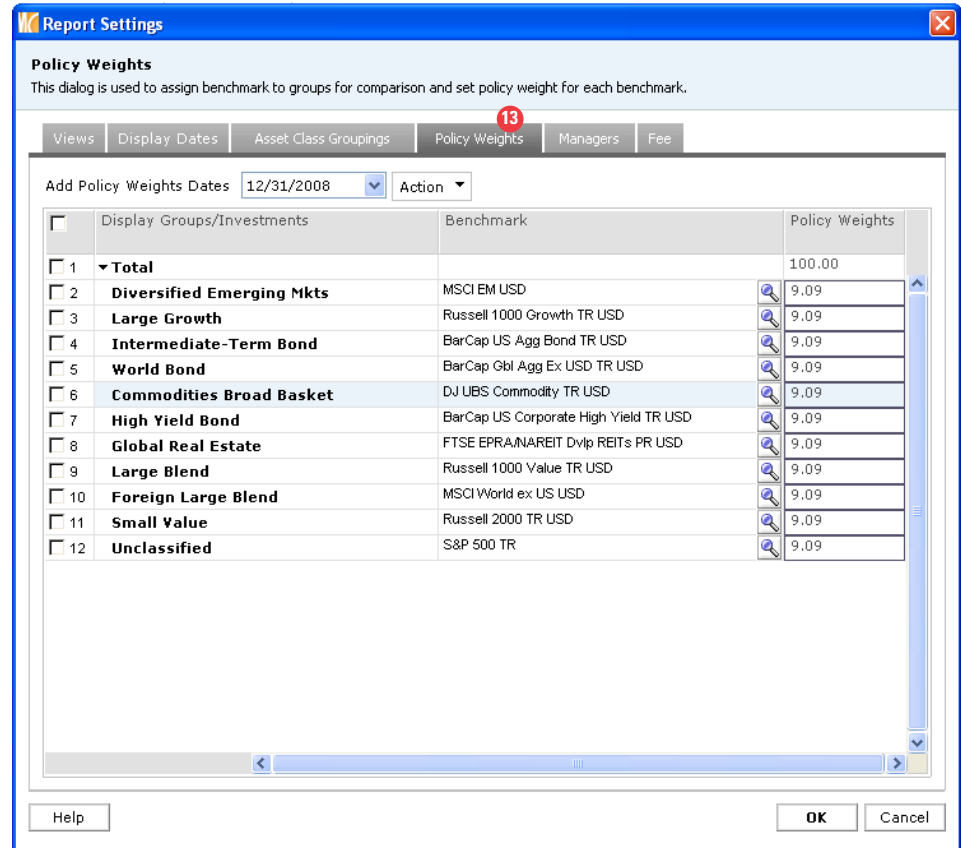 Report Settings
Policy Weights
This dialog is used to assign benchmark to groups for comparison and set policy weight for each benchmark.
13
Views Display Dates Asset Class Groupings Policy Weights Managers Fee
Add Policy Weights Dates 12/31/2008 Action
Display Groups/Investments Benchmark Policy Weights
1 Total 100.00
2 Diversified Emerging Mkts MSCI EM USD 9.09
3 Large Growth Russell 1000 Growth TR USD 9.09
4 Intermediate-Term Bond BarCap US Agg Bond TR USD 9.09
5 World Bond BarCap Gbl Agg Ex USD TR USD 9.09
6 Commodities Broad Basket DJ UBS Commodity TR USD 9.09
7 High Yield Bond BarCap US Corporate High Yield TR USD 9.09
8 Global Real Estate FTSE EPRA/NAREIT Dvlp REITs PR USD 9.09
9 Large Blend Russell 1000 Value TR USD 9.09
10 Foreign Large Blend MSCI World ex US USD 9.09
11 Small Value Russell 2000 TR USD 9.09
12 Unclassified S&P 500 TR 9.09
Help OK Cancel